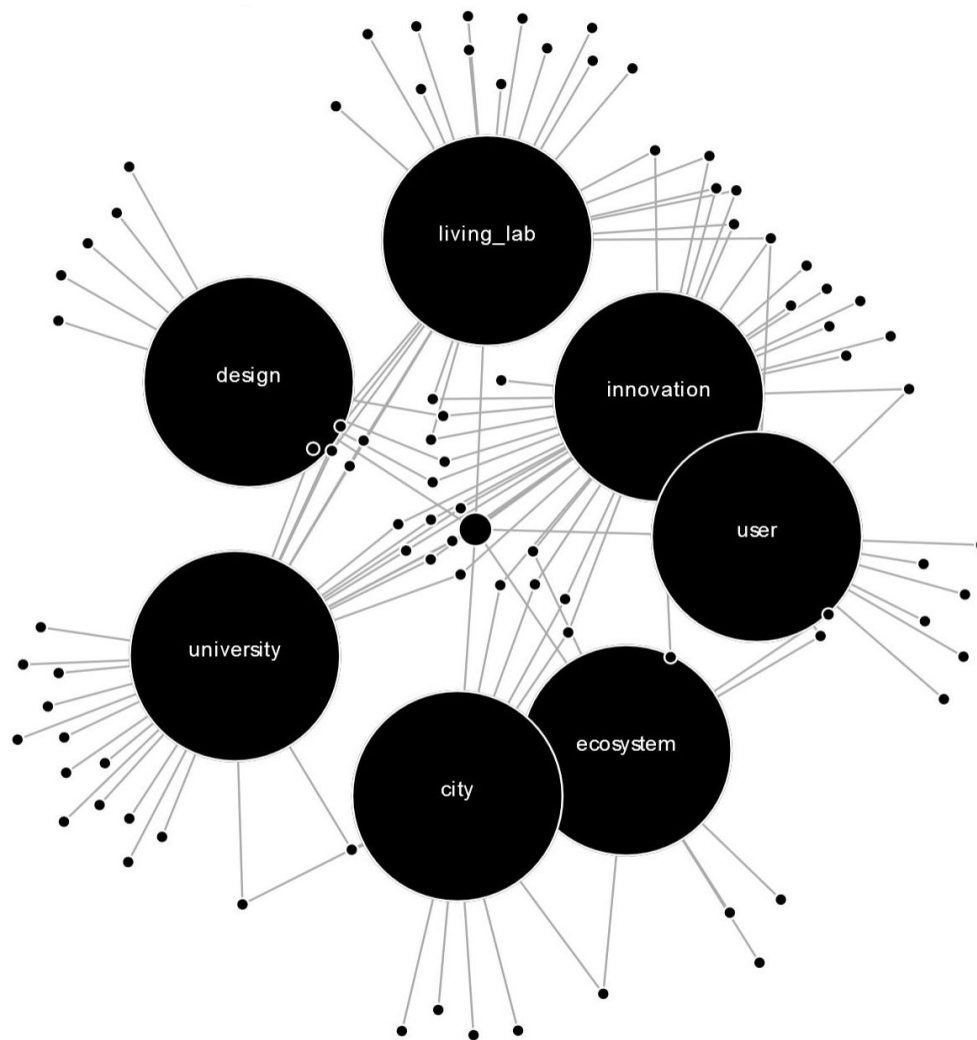 living_lab
design
innovation
user
university
ecosystem
city